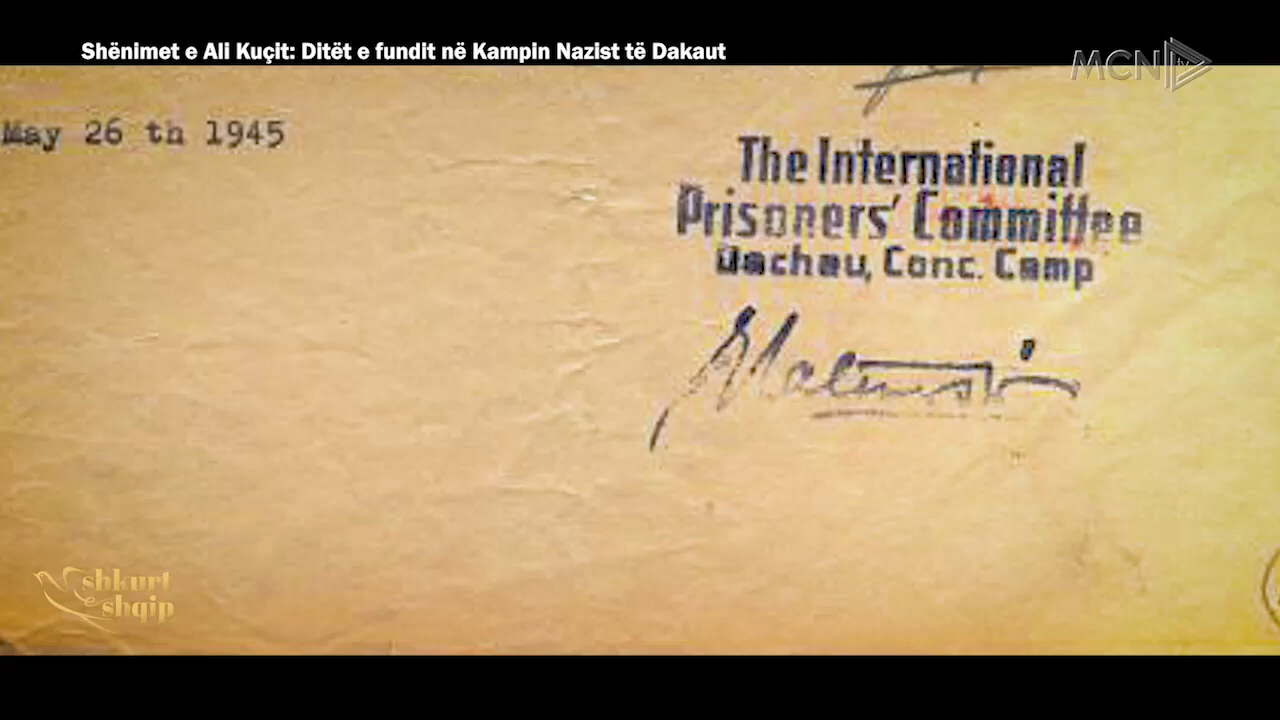 Shënimet e Ali Kuçit: Ditët e fundit në Kampin Nazist të Dakaut
MCN tv
May 26 th 1945
The International
Prisoners' Committee
Dachau, Conc. Camp
shkurt
e shqip